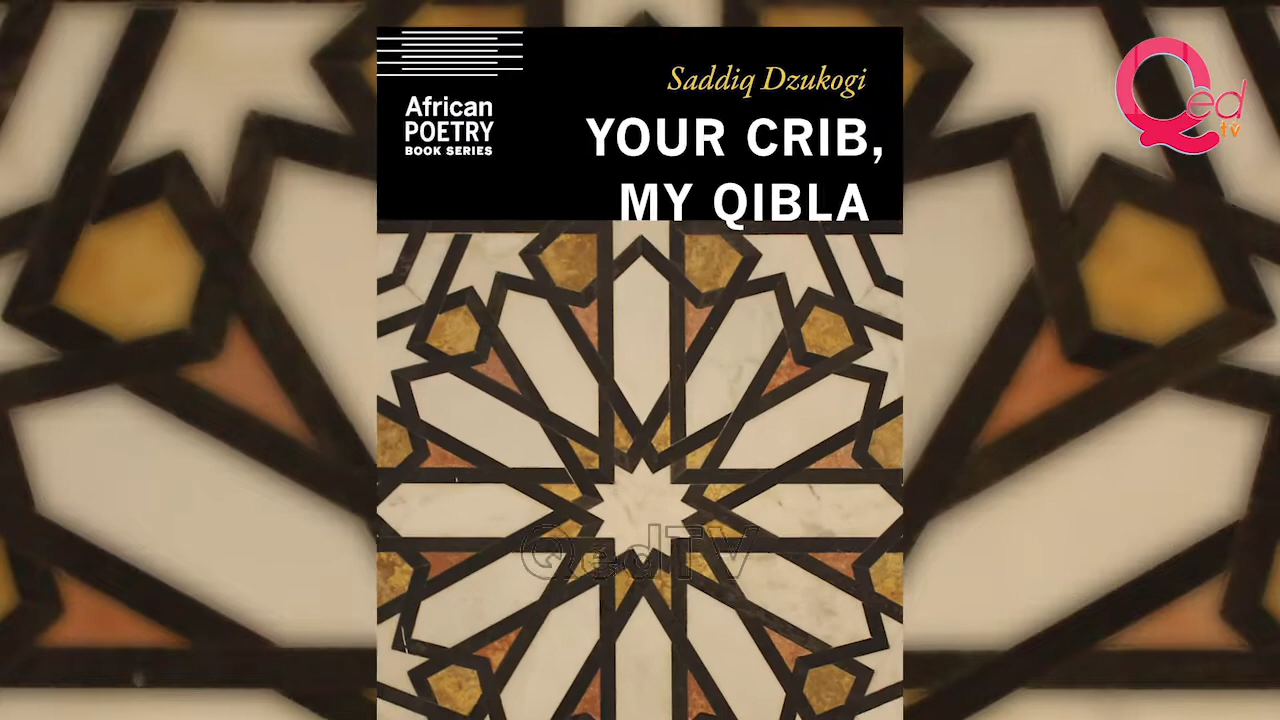 African
POETRY
BOOK SERIES
Saddiq Dzukogi
YOUR CRIB,
MY QIBLA
Qed
tv
QedTV